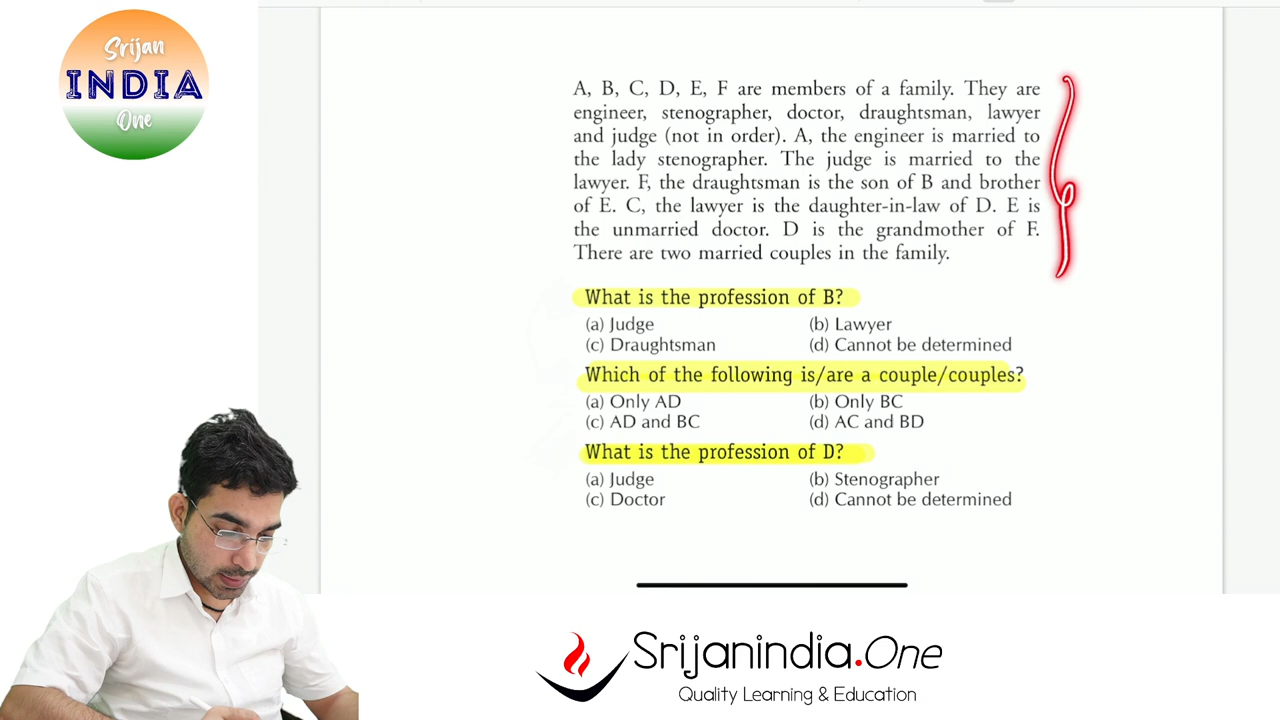 Srijan
INDIA
One
A, B, C, D, E, F are members of a family. They are
engineer, stenographer, doctor, draughtsman, lawyer
and judge (not in order). A, the engineer is married to
the lady stenographer. The judge is married to the
lawyer. F, the draughtsman is the son of B and brother
of E. C, the lawyer is the daughter-in-law of D. E is
the unmarried doctor. D is the grandmother of F.
There are two married couples in the family.
What is the profession of B?
(a) Judge (b) Lawyer
(c) Draughtsman (d) Cannot be determined
Which of the following is/are a couple/couples?
(a) Only AD (b) Only BC
(c) AD and BC (d) AC and BD
What is the profession of D?
(a) Judge (b) Stenographer
(c) Doctor (d) Cannot be determined
Srijanindia.One
Quality Learning & Education